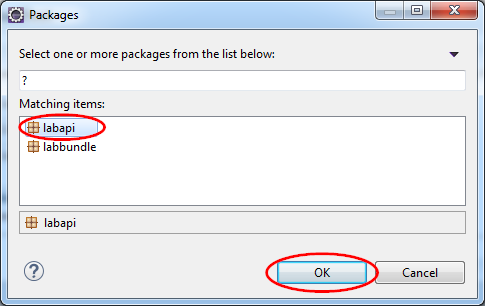 Packages
Select one or more packages from the list below:
?
Matching items:
labapi
labbundle
labapi
?
OK
Cancel